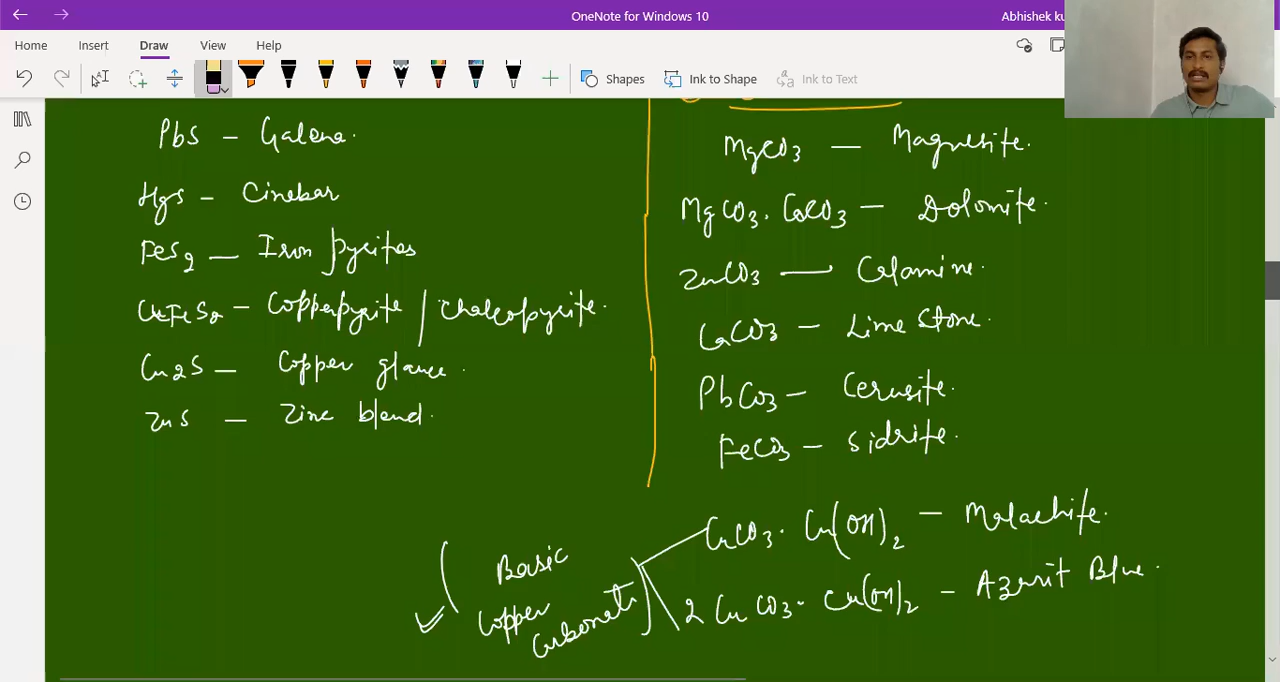 OneNote for Windows 10
Abhishek ku
Home Insert Draw View Help
Shapes Ink to Shape Ink to Text
PbS – Galena.
HgS – Cinebar
FeS2 — Iron pyrites
CuFeS2 – Copperpyrite / Chalcopyrite.
Cu2S — Copper glance.
ZnS — Zinc blend.
MgCO3 — Magnesite.
MgCO3. CaCO3 — Dolomite.
ZnCO3 — Calamine.
CaCO3 — Lime stone.
PbCO3 — Cerusite.
FeCO3 — Sidrite.
Basic
Copper
Carbonate
CuCO3. Cu(OH)2 — Malachite.
2 CuCO3. Cu(OH)2 – Azurit Blue.